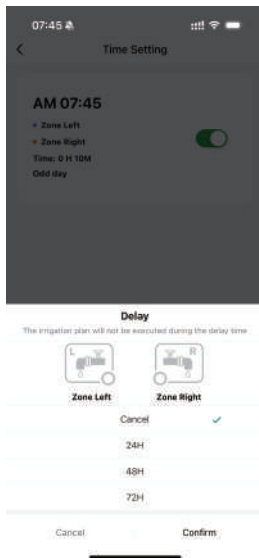 07:45
Time Setting
AM 07:45
Zone Left
Zone Right
Time: 0 H 10M
Odd day
Delay
The irrigation plan will not be executed during the delay time
L R
Zone Left Zone Right
Cancel
24H
48H
72H
Cancel Confirm